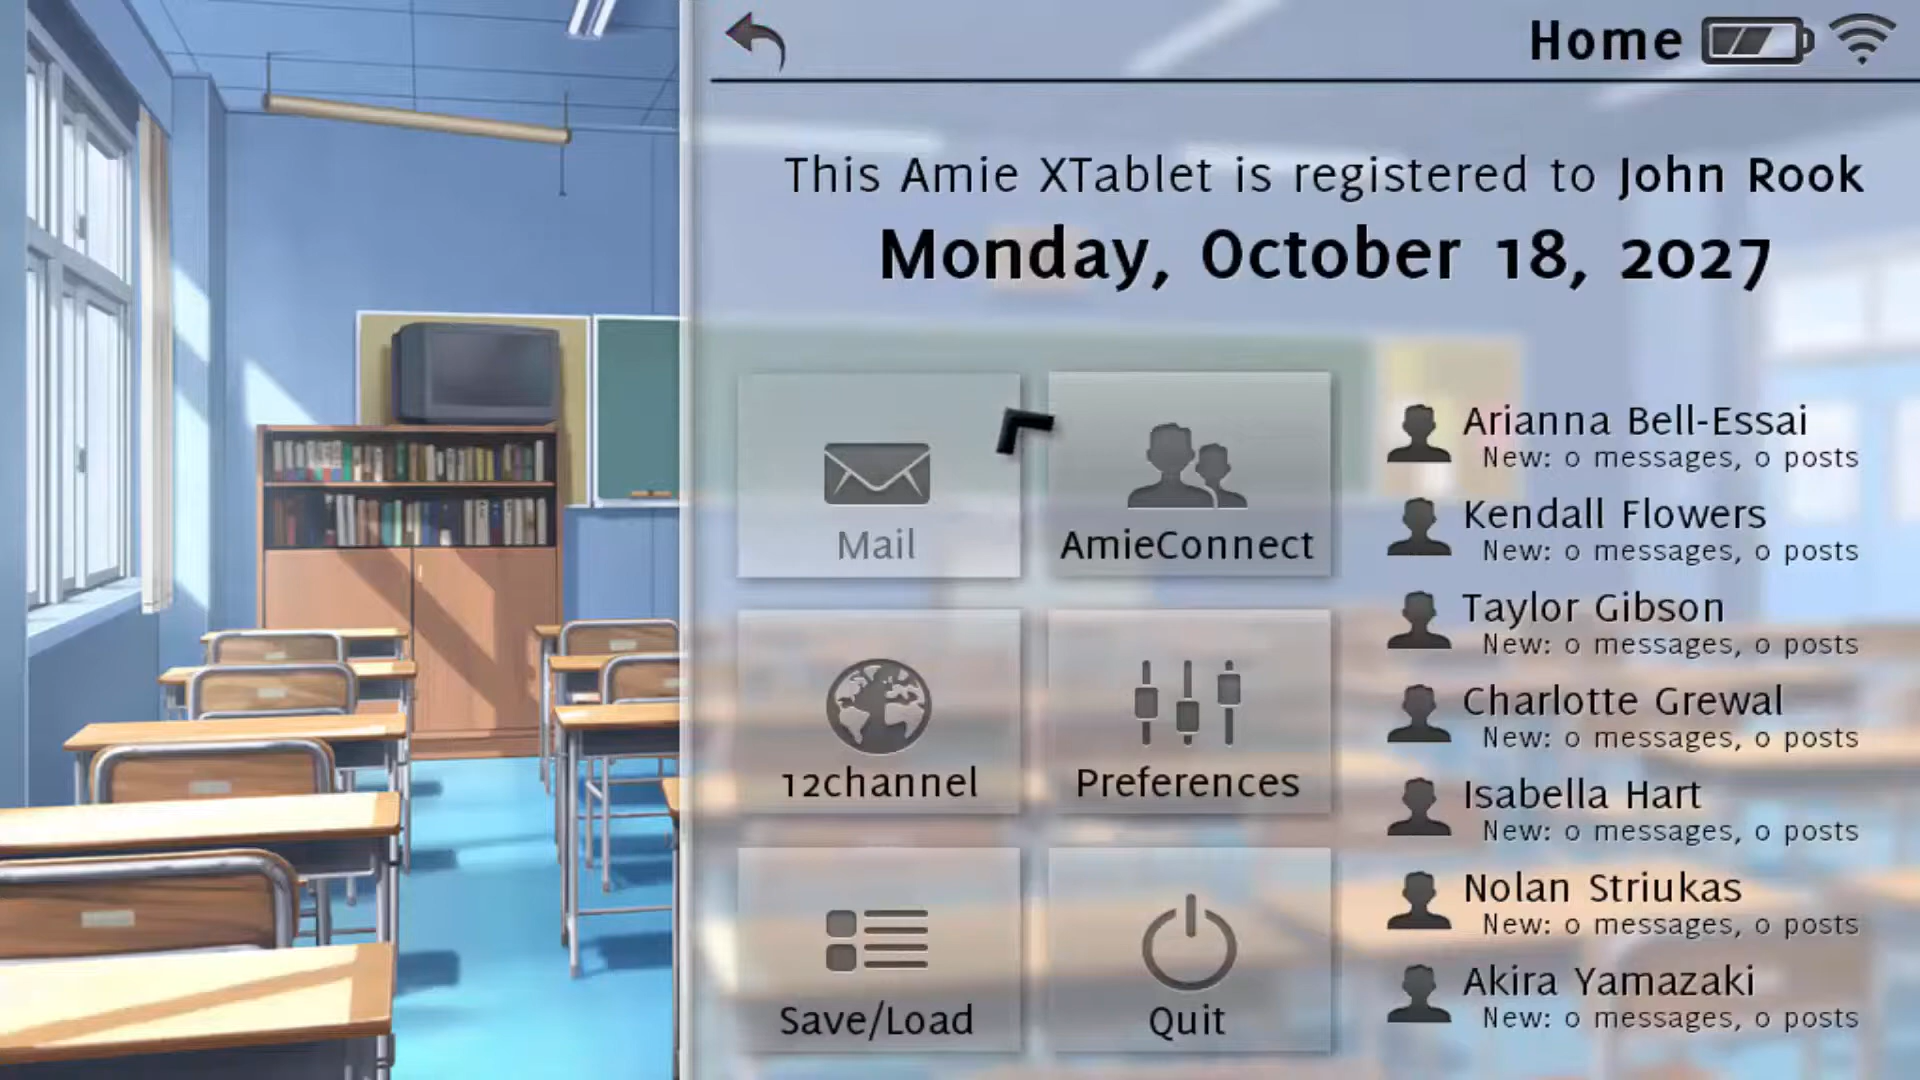 Home
This Amie XTablet is registered to John Rook
Monday, October 18, 2027
Mail
AmieConnect
12channel
Preferences
Save/Load
Quit
Arianna Bell-Essai
New: 0 messages, 0 posts
Kendall Flowers
New: 0 messages, 0 posts
Taylor Gibson
New: 0 messages, 0 posts
Charlotte Grewal
New: 0 messages, 0 posts
Isabella Hart
New: 0 messages, 0 posts
Nolan Striukas
New: 0 messages, 0 posts
Akira Yamazaki
New: 0 messages, 0 posts